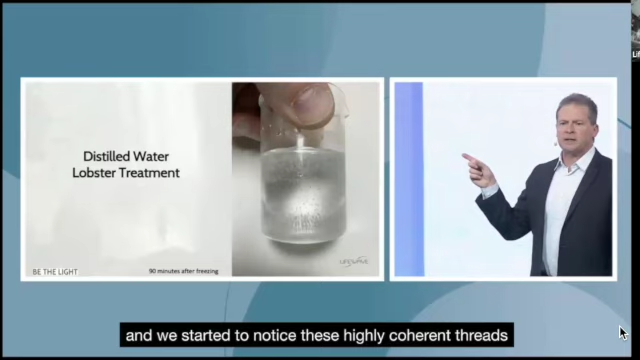 Distilled Water
Lobster Treatment
BE THE LIGHT
90 minutes after freezing
LIFEWAVE
and we started to notice these highly coherent threads